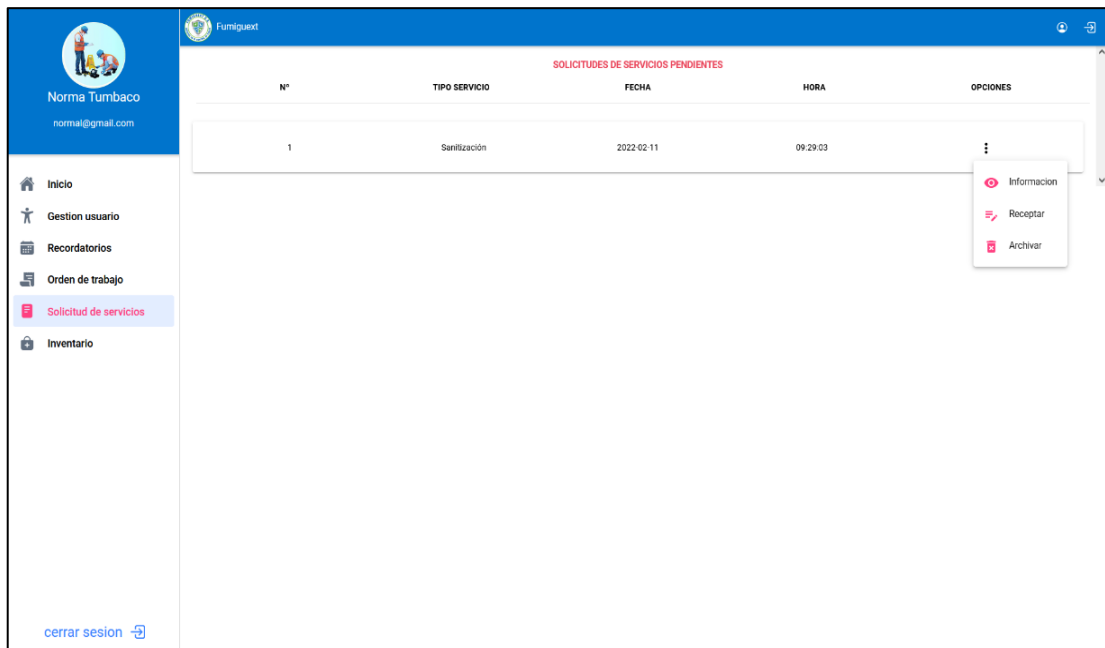 Fumiguext
Norma Tumbaco
normal@gmail.com
Inicio
Gestion usuario
Recordatorios
Orden de trabajo
Solicitud de servicios
Inventario
cerrar sesion
SOLICITUDES DE SERVICIOS PENDIENTES
N° TIPO SERVICIO FECHA HORA OPCIONES
1 Sanitización 2022-02-11 09:29:03
Informacion
Receptar
Archivar